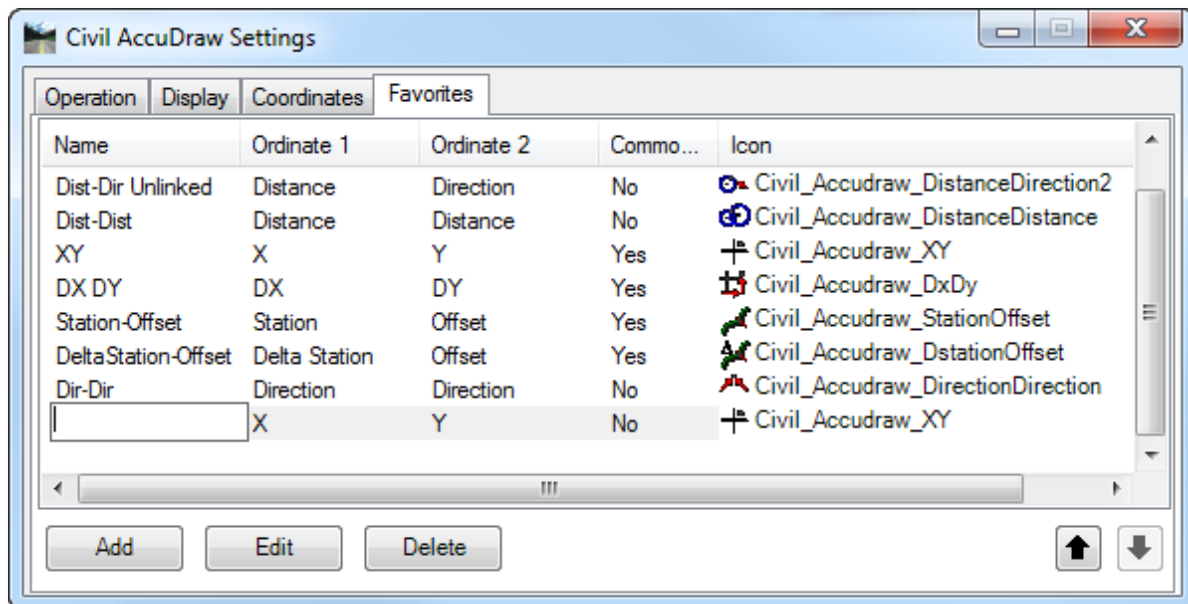 Civil AccuDraw Settings
Operation Display Coordinates Favorites
Name Ordinate 1 Ordinate 2 Commo... Icon
Dist-Dir Unlinked Distance Direction No Civil_Accudraw_DistanceDirection2
Dist-Dist Distance Distance No Civil_Accudraw_DistanceDistance
XY X Y Yes Civil_Accudraw_XY
DX DY DX DY Yes Civil_Accudraw_DxDy
Station-Offset Station Offset Yes Civil_Accudraw_StationOffset
DeltaStation-Offset Delta Station Offset Yes Civil_Accudraw_DstationOffset
Dir-Dir Direction Direction No Civil_Accudraw_DirectionDirection
X Y No Civil_Accudraw_XY
Add Edit Delete